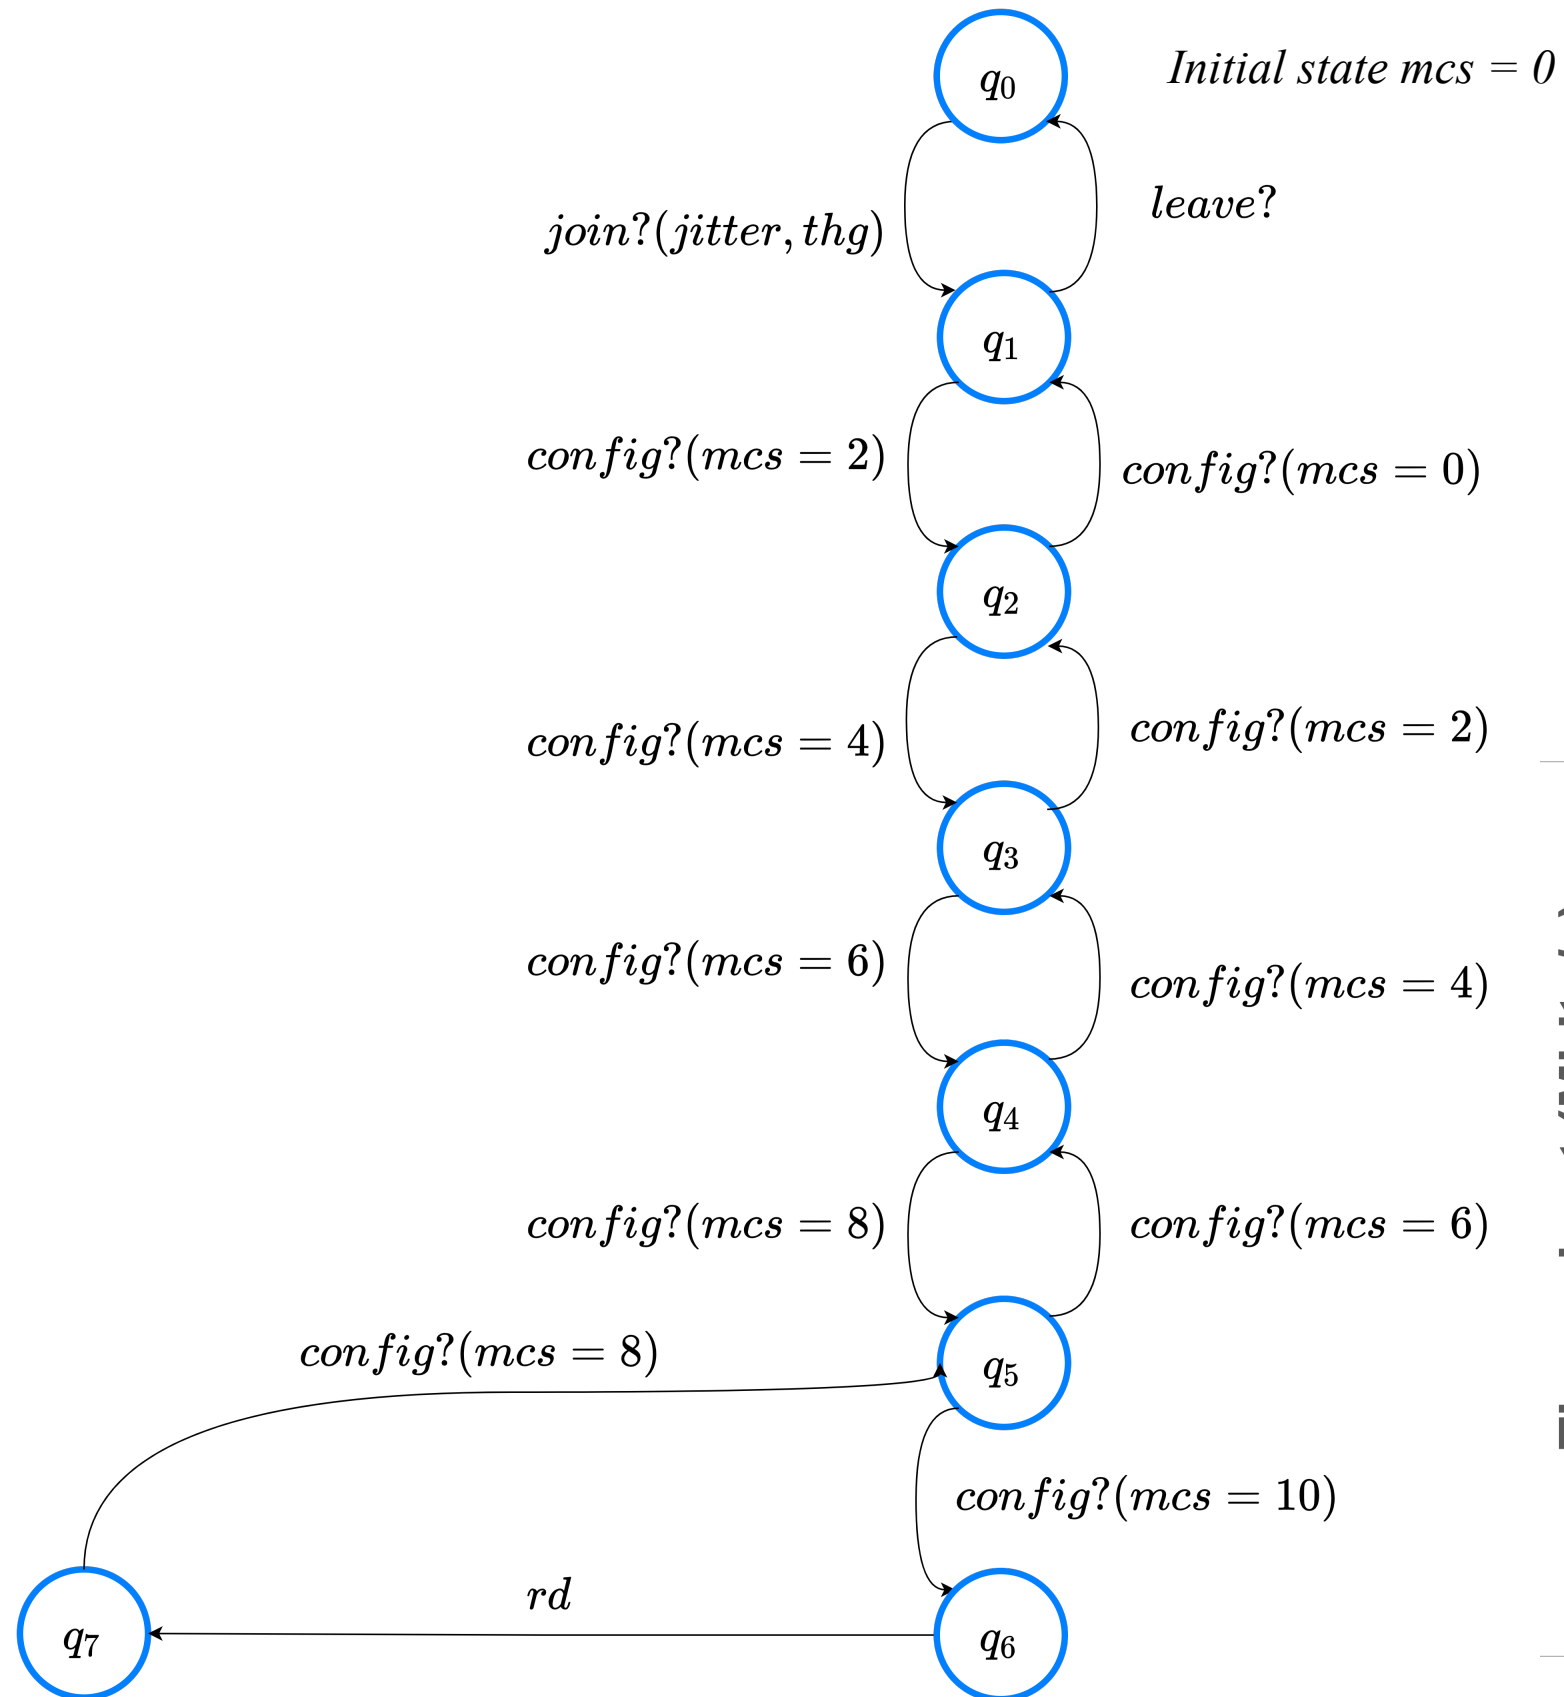 q0
Initial state mcs = 0
join?(jitter, thg)
leave?
q1
config?(mcs = 2)
config?(mcs = 0)
q2
config?(mcs = 4)
config?(mcs = 2)
q3
config?(mcs = 6)
config?(mcs = 4)
q4
config?(mcs = 8)
config?(mcs = 6)
config?(mcs = 8)
q5
config?(mcs = 10)
rd
q7
q6